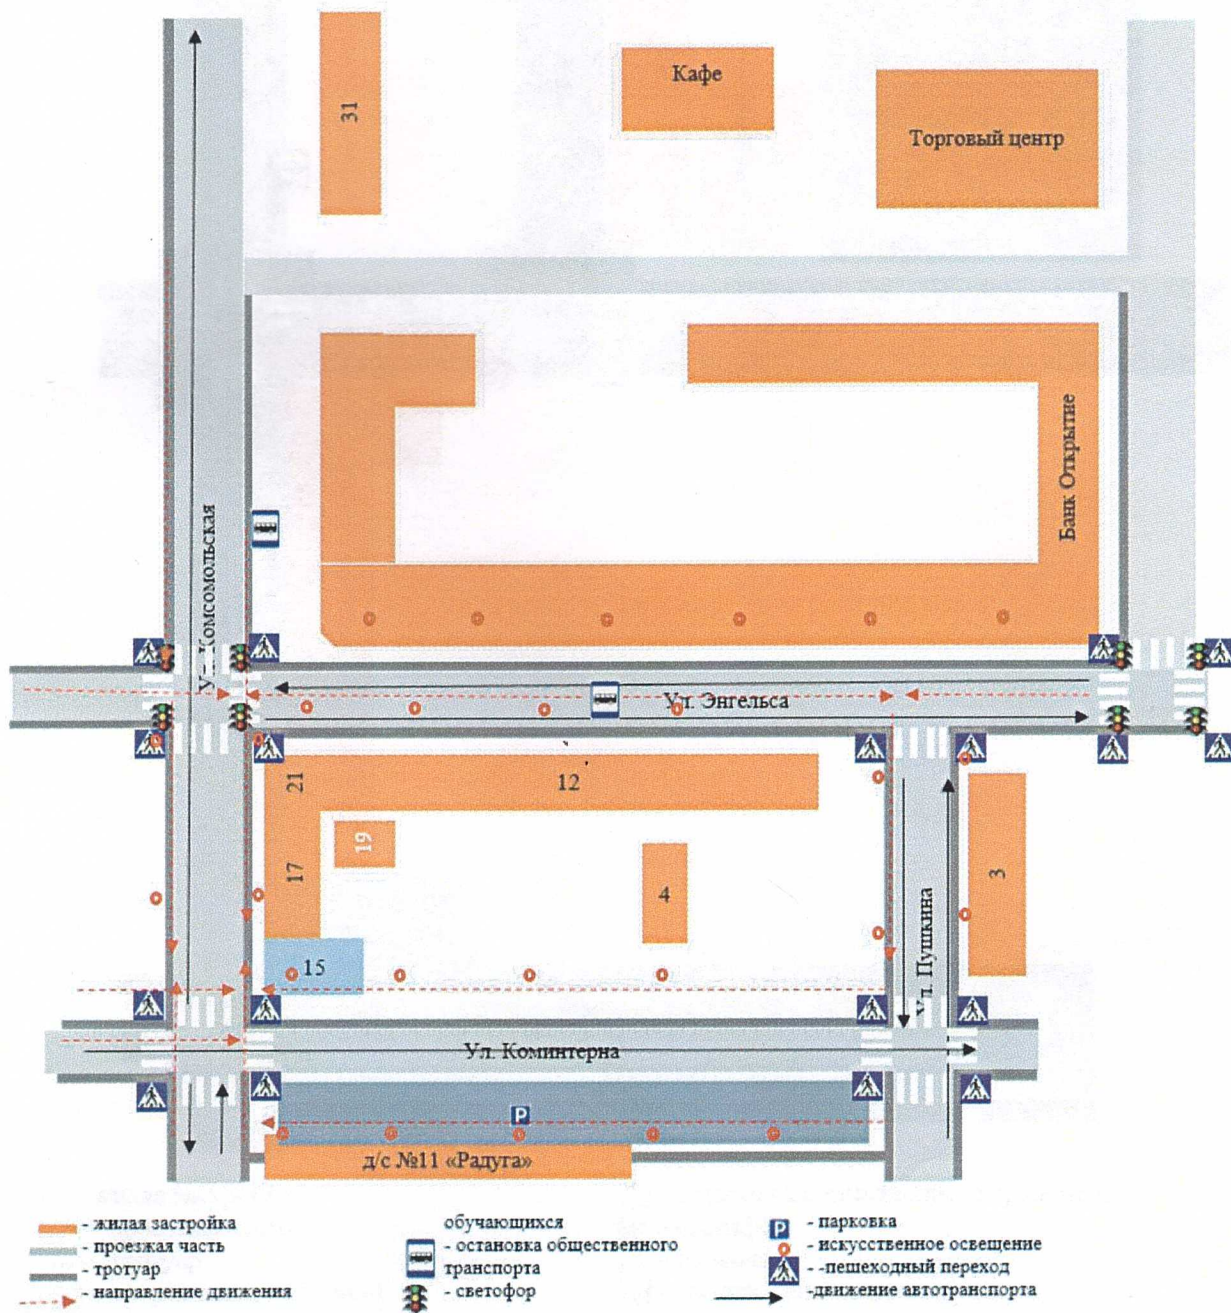 31
Кафе
Торговый центр
Банк Открытие
Ул. Комсомольская
Ул. Энгельса
21
12
19
17
4
3
15
Ул. Пушкина
Ул. Коминтерна
P
д/с №11 «Радуга»
- жилая застройка
- проезжая часть
- тротуар
- направление движения
обучающихся
- остановка общественного
транспорта
- светофор
P - парковка
- искусственное освещение
- -пешеходный переход
-движение автотранспорта